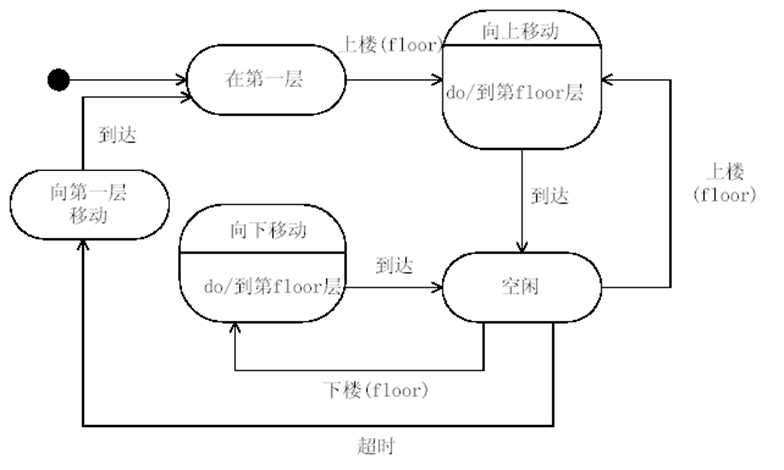 上楼(floor)
向上移动
在第一层
do/到第floor层
到达
上楼
(floor)
向第一层
移动
到达
向下移动
到达
do/到第floor层
空闲
下楼(floor)
超时